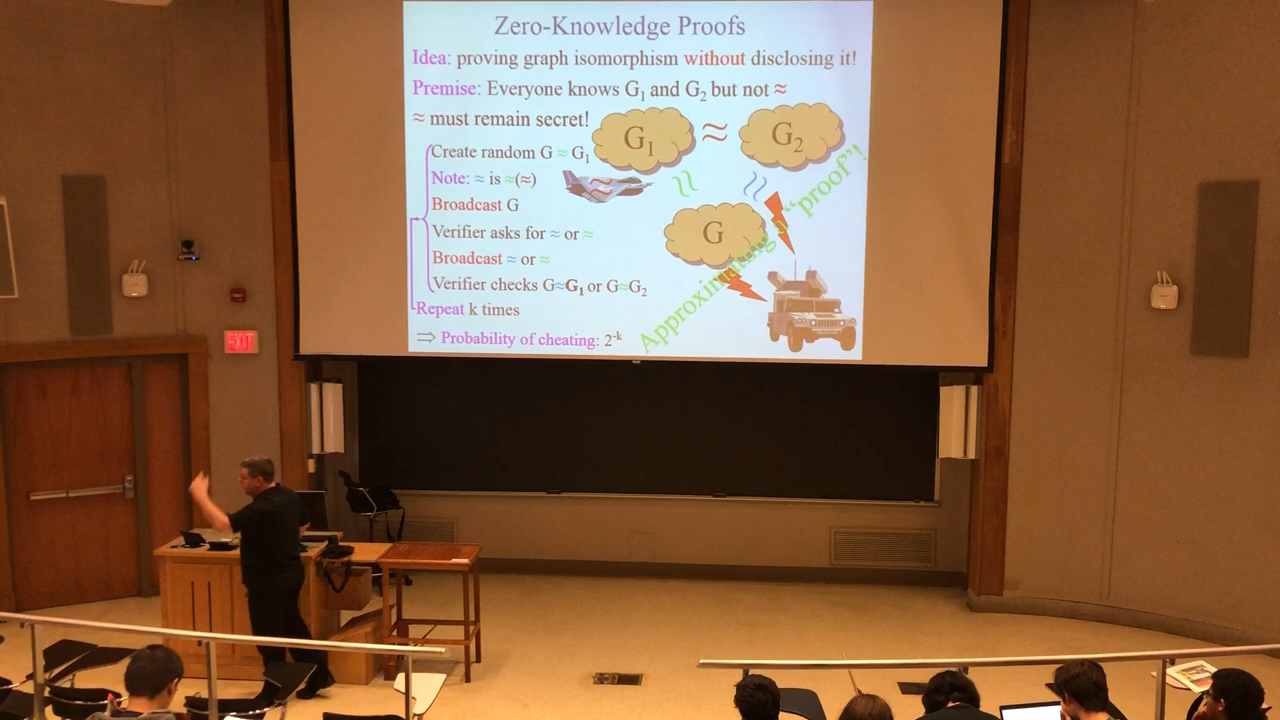 Zero-Knowledge Proofs
Idea: proving graph isomorphism without disclosing it!
Premise: Everyone knows G₁ and G₂ but not ≈
≈ must remain secret!
G₁ ≈ G₂
Create random G ≈ G₁
Note: ≈ is ≈(≈)
≈
≈ ≈
Broadcast G
G
Verifier asks for ≈ or ≈
Broadcast ≈ or ≈
Verifier checks G≈G₁ or G≈G₂
Repeat k times
⇒ Probability of cheating: 2⁻ᵏ
Approximating a “proof”!
EXIT